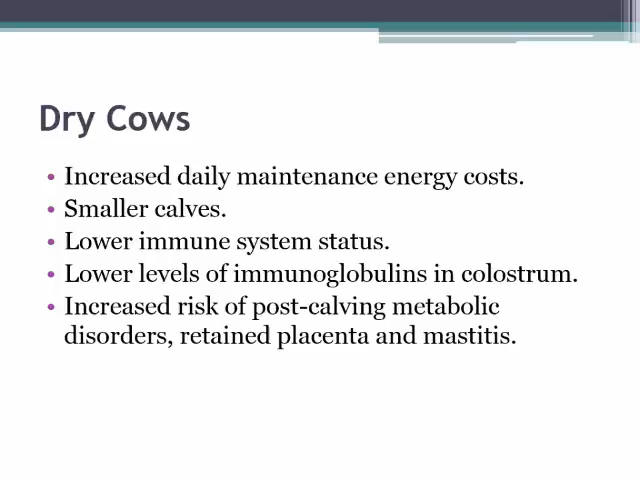 Dry Cows
• Increased daily maintenance energy costs.
• Smaller calves.
• Lower immune system status.
• Lower levels of immunoglobulins in colostrum.
• Increased risk of post-calving metabolic
disorders, retained placenta and mastitis.